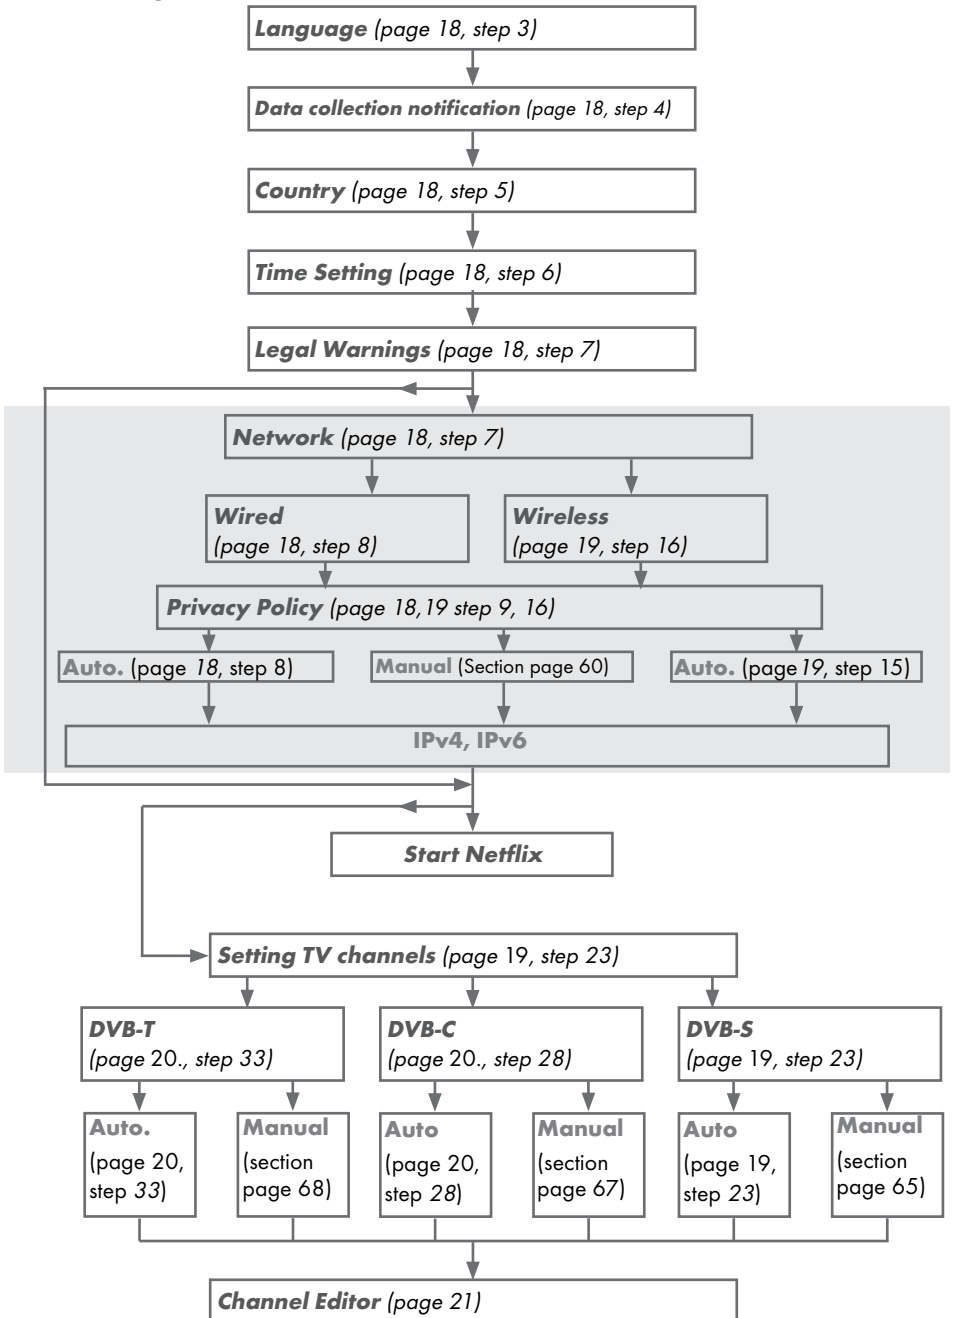 Language (page 18, step 3)
Data collection notification (page 18, step 4)
Country (page 18, step 5)
Time Setting (page 18, step 6)
Legal Warnings (page 18, step 7)
Network (page 18, step 7)
Wired
(page 18, step 8)
Wireless
(page 19, step 16)
Privacy Policy (page 18,19 step 9, 16)
Auto. (page 18, step 8)
Manual (Section page 60)
Auto. (page 19, step 15)
IPv4, IPv6
Start Netflix
Setting TV channels (page 19, step 23)
DVB-T
(page 20., step 33)
DVB-C
(page 20., step 28)
DVB-S
(page 19, step 23)
Auto.
(page 20,
step 33)
Manual
(section
page 68)
Auto
(page 20,
step 28)
Manual
(section
page 67)
Auto
(page 19,
step 23)
Manual
(section
page 65)
Channel Editor (page 21)